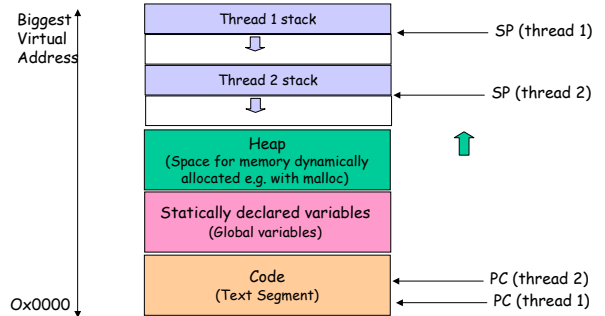 Biggest
Virtual
Address
Thread 1 stack
SP (thread 1)
Thread 2 stack
SP (thread 2)
Heap
(Space for memory dynamically
allocated e.g. with malloc)
Statically declared variables
(Global variables)
Code
(Text Segment)
PC (thread 2)
PC (thread 1)
Ox0000